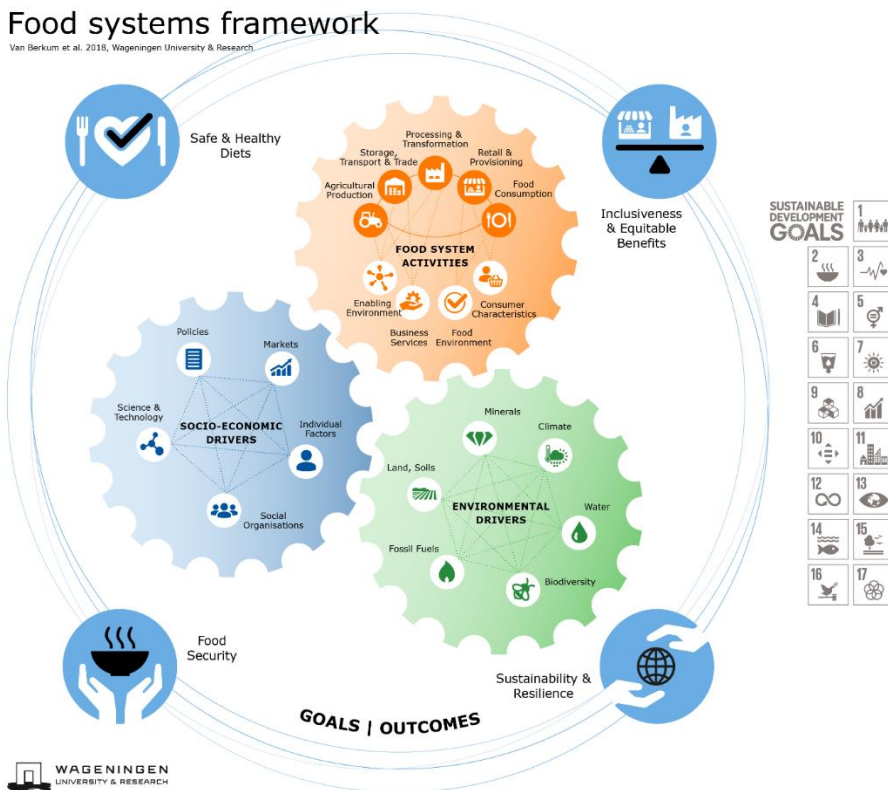 Food systems framework
Van Berkum et al. 2018, Wageningen University & Research
Safe & Healthy
Diets
Inclusiveness
& Equitable
Benefits
Processing &
Transformation
Storage,
Transport & Trade
Retail &
Provisioning
Agricultural
Production
Food
Consumption
FOOD SYSTEM
ACTIVITIES
Enabling
Environment
Business
Services
Food
Environment
Consumer
Characteristics
Policies
Markets
Science &
Technology
SOCIO-ECONOMIC
DRIVERS
Individual
Factors
Social
Organisations
Minerals
Climate
Land, Soils
ENVIRONMENTAL
DRIVERS
Water
Fossil Fuels
Biodiversity
Food
Security
Sustainability &
Resilience
GOALS | OUTCOMES
SUSTAINABLE
DEVELOPMENT
GOALS
1
2
3
4
5
6
7
9
8
10
11
12
13
14
15
16
17
WAGENINGEN
UNIVERSITY & RESEARCH